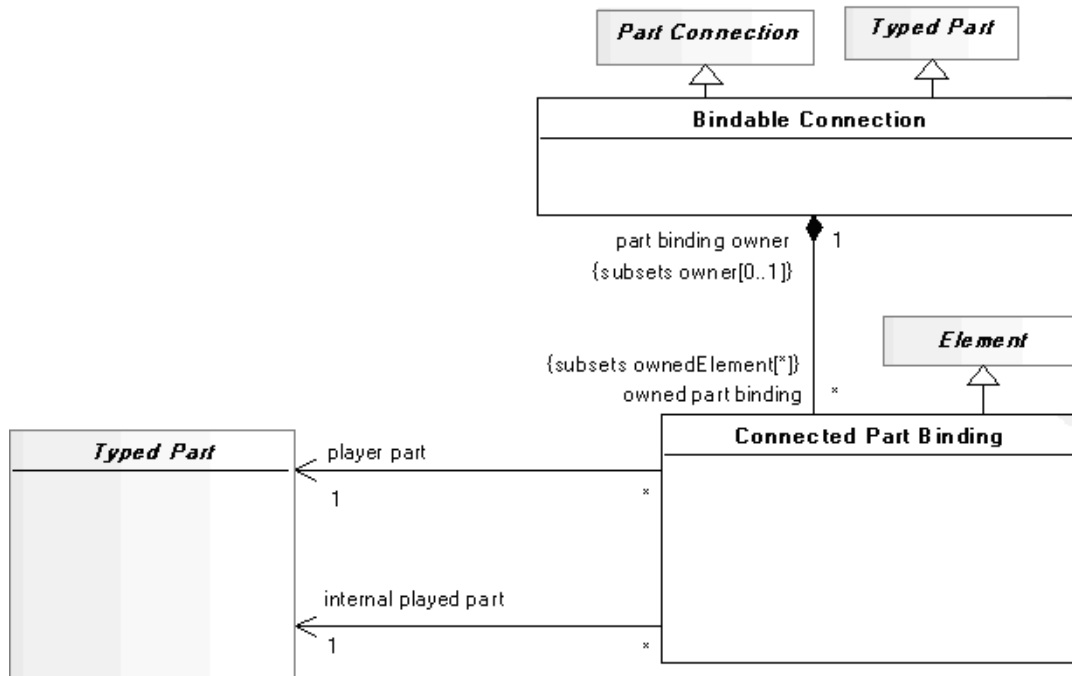 Part Connection
Typed Part
Bindable Connection
part binding owner
1
{subsets owner[0..1]}
Element
{subsets ownedElement[*]}
owned part binding
*
Connected Part Binding
Typed Part
player part
1
*
internal played part
1
*